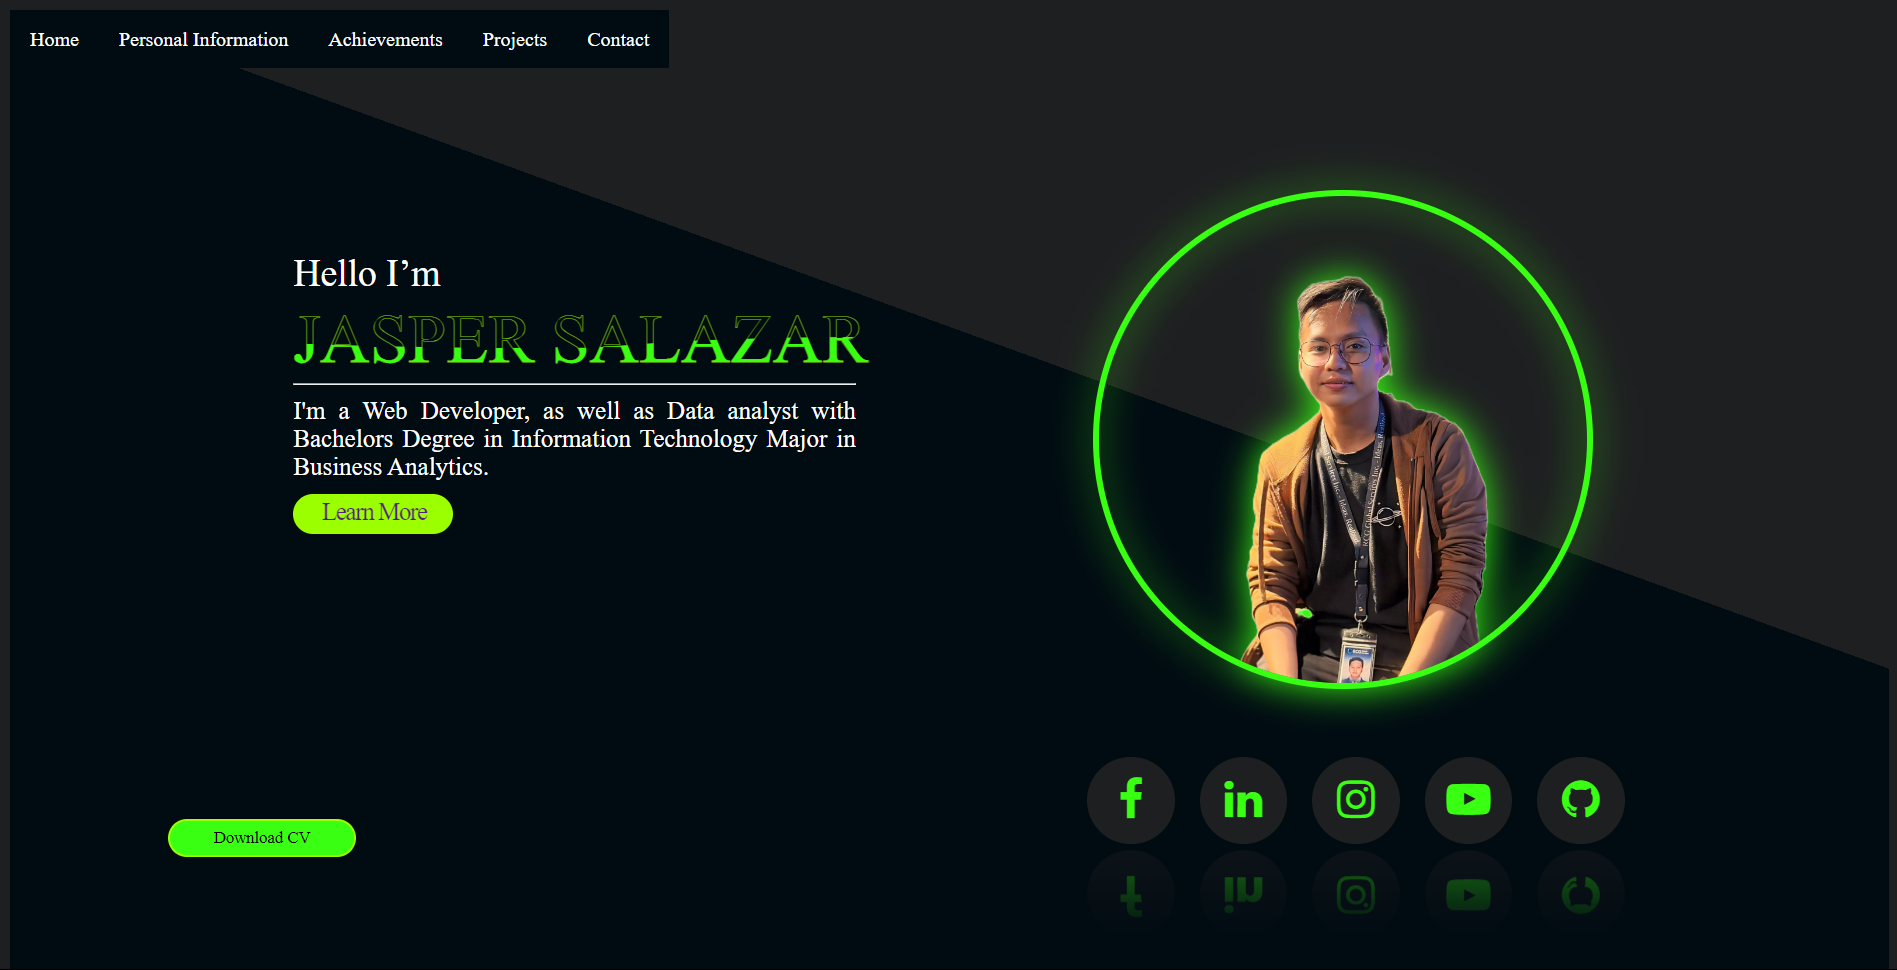 Home
Personal Information
Achievements
Projects
Contact
Hello I’m
JASPER SALAZAR
I'm a Web Developer, as well as Data analyst with
Bachelors Degree in Information Technology Major in
Business Analytics.
Learn More
Download CV